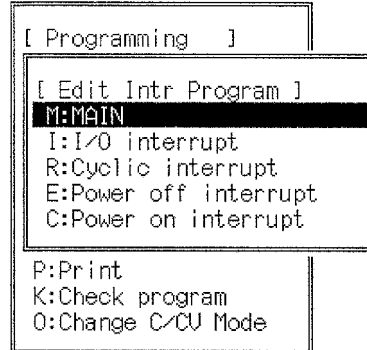 [ Programming ]
[ Edit Intr Program ]
M:MAIN
I:I/O interrupt
R:Cyclic interrupt
E:Power off interrupt
C:Power on interrupt
P:Print
K:Check program
O:Change C/CV Mode